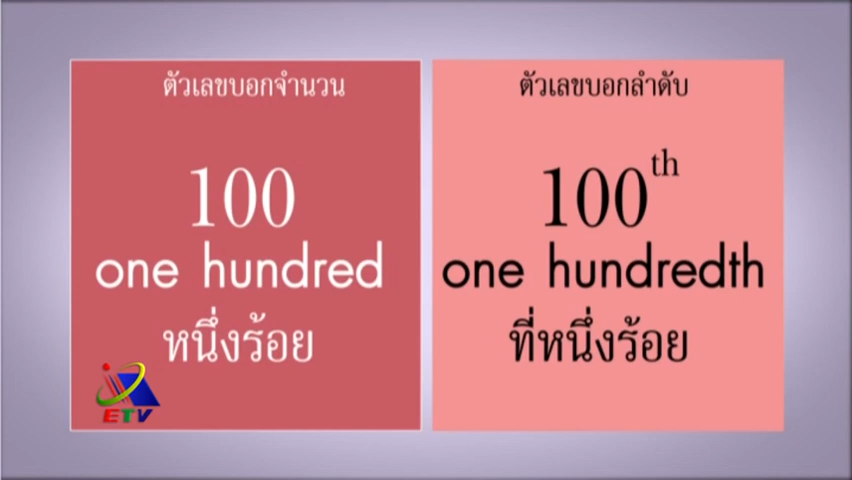 ตัวเลขบอกจำนวน
100
one hundred
หนึ่งร้อย
ETV
ตัวเลขบอกลำดับ
100th
one hundredth
ที่หนึ่งร้อย